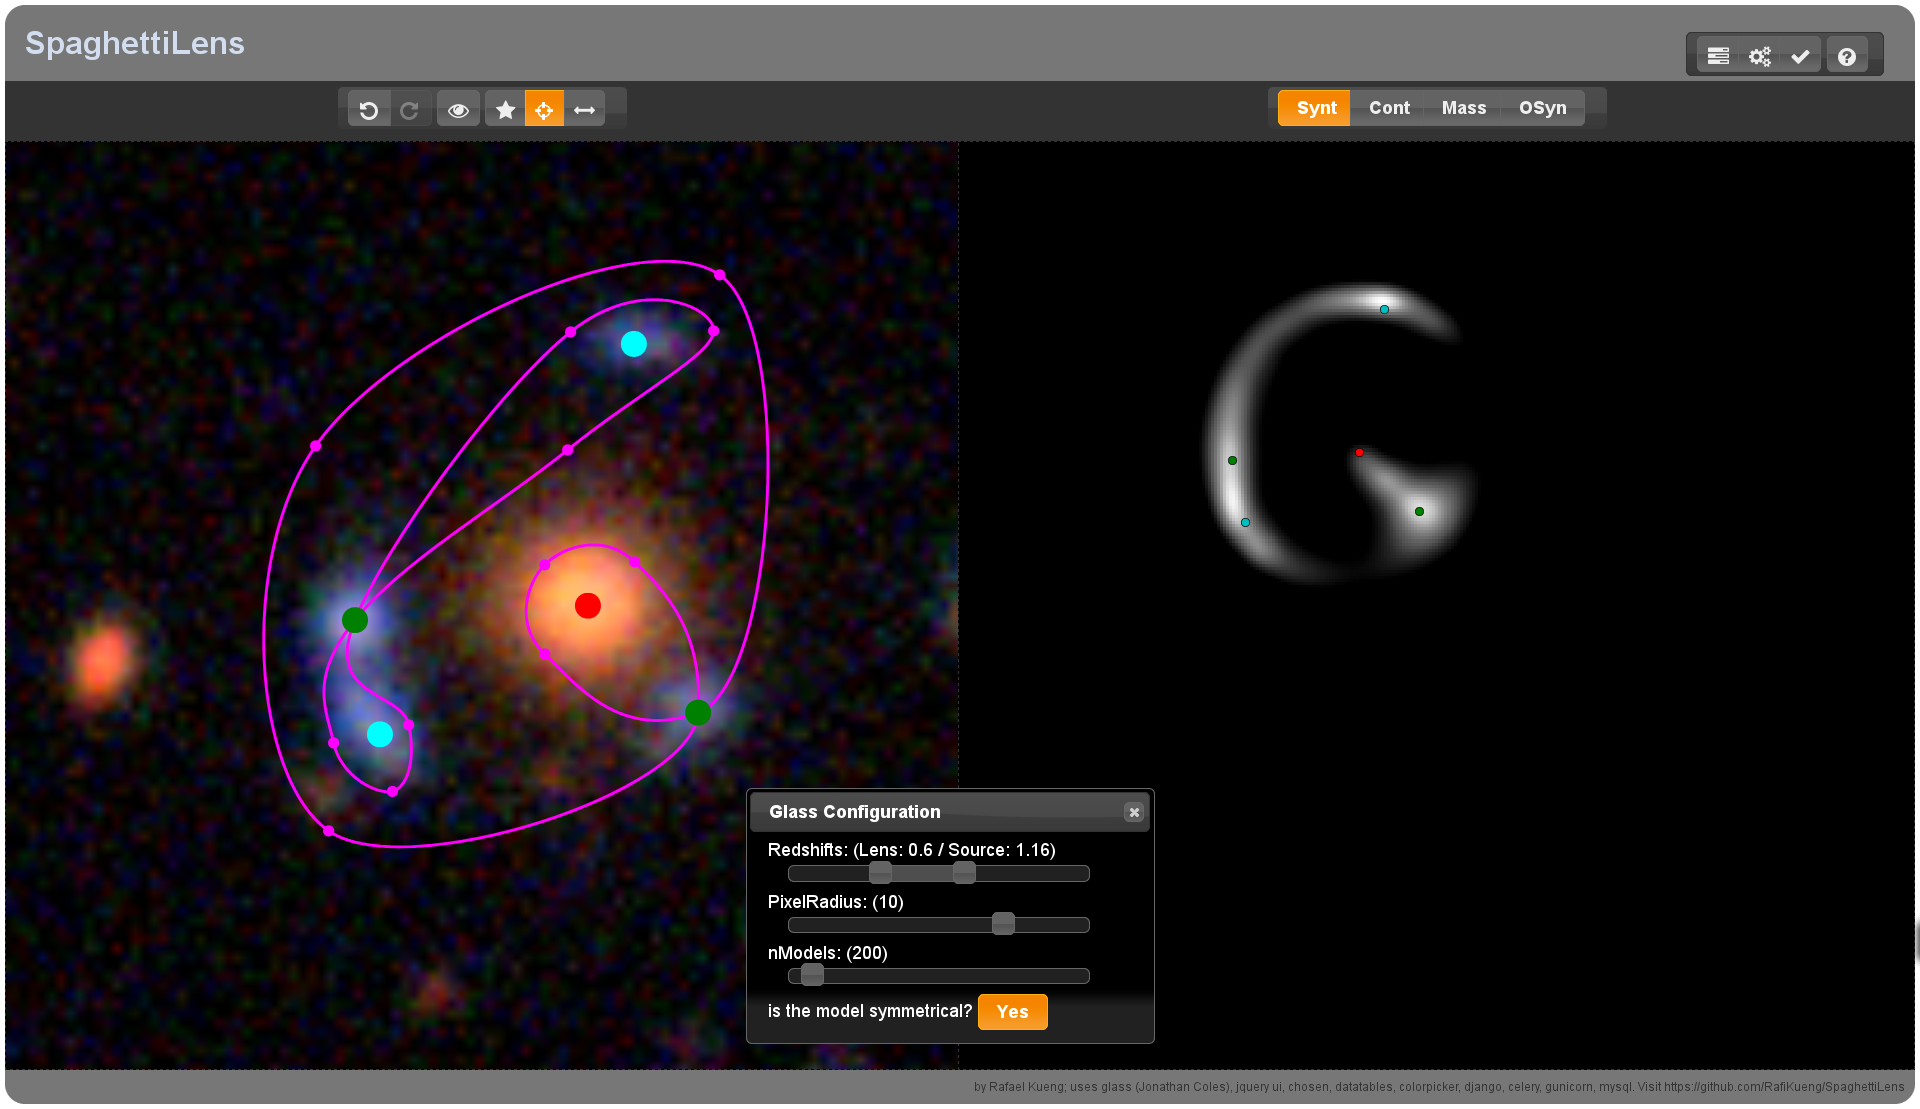 SpaghettiLens
Synt Cont Mass OSyn
Glass Configuration
Redshifts: (Lens: 0.6 / Source: 1.16)
PixelRadius: (10)
nModels: (200)
is the model symmetrical? Yes
by Rafael Kueng; uses glass (Jonathan Coles), jquery ui, chosen, datatables, colorpicker, django, celery, gunicorn, mysql. Visit https://github.com/RafiKueng/SpaghettiLens